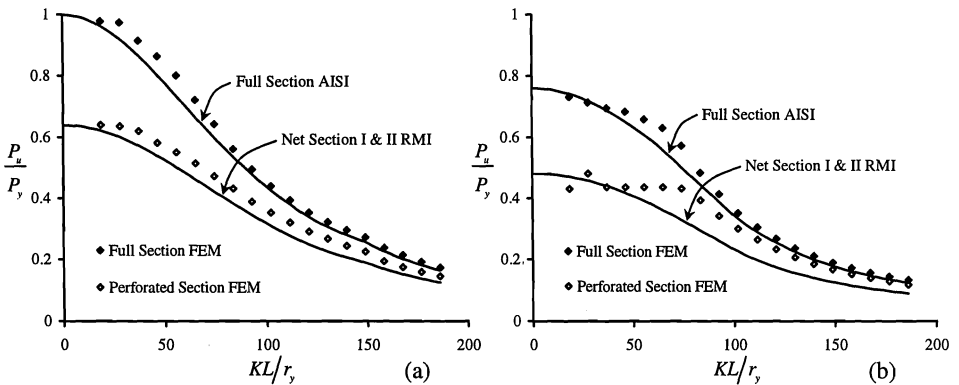 1
0.8
0.6
P_u
P_y
0.4
0.2
0
0
50
100
150
200
Full Section AISI
Net Section I & II RMI
Full Section FEM
Perforated Section FEM
KL/r_y
(a)
1
0.8
0.6
P_u
P_y
0.4
0.2
0
0
50
100
150
200
Full Section AISI
Net Section I & II RMI
Full Section FEM
Perforated Section FEM
KL/r_y
(b)